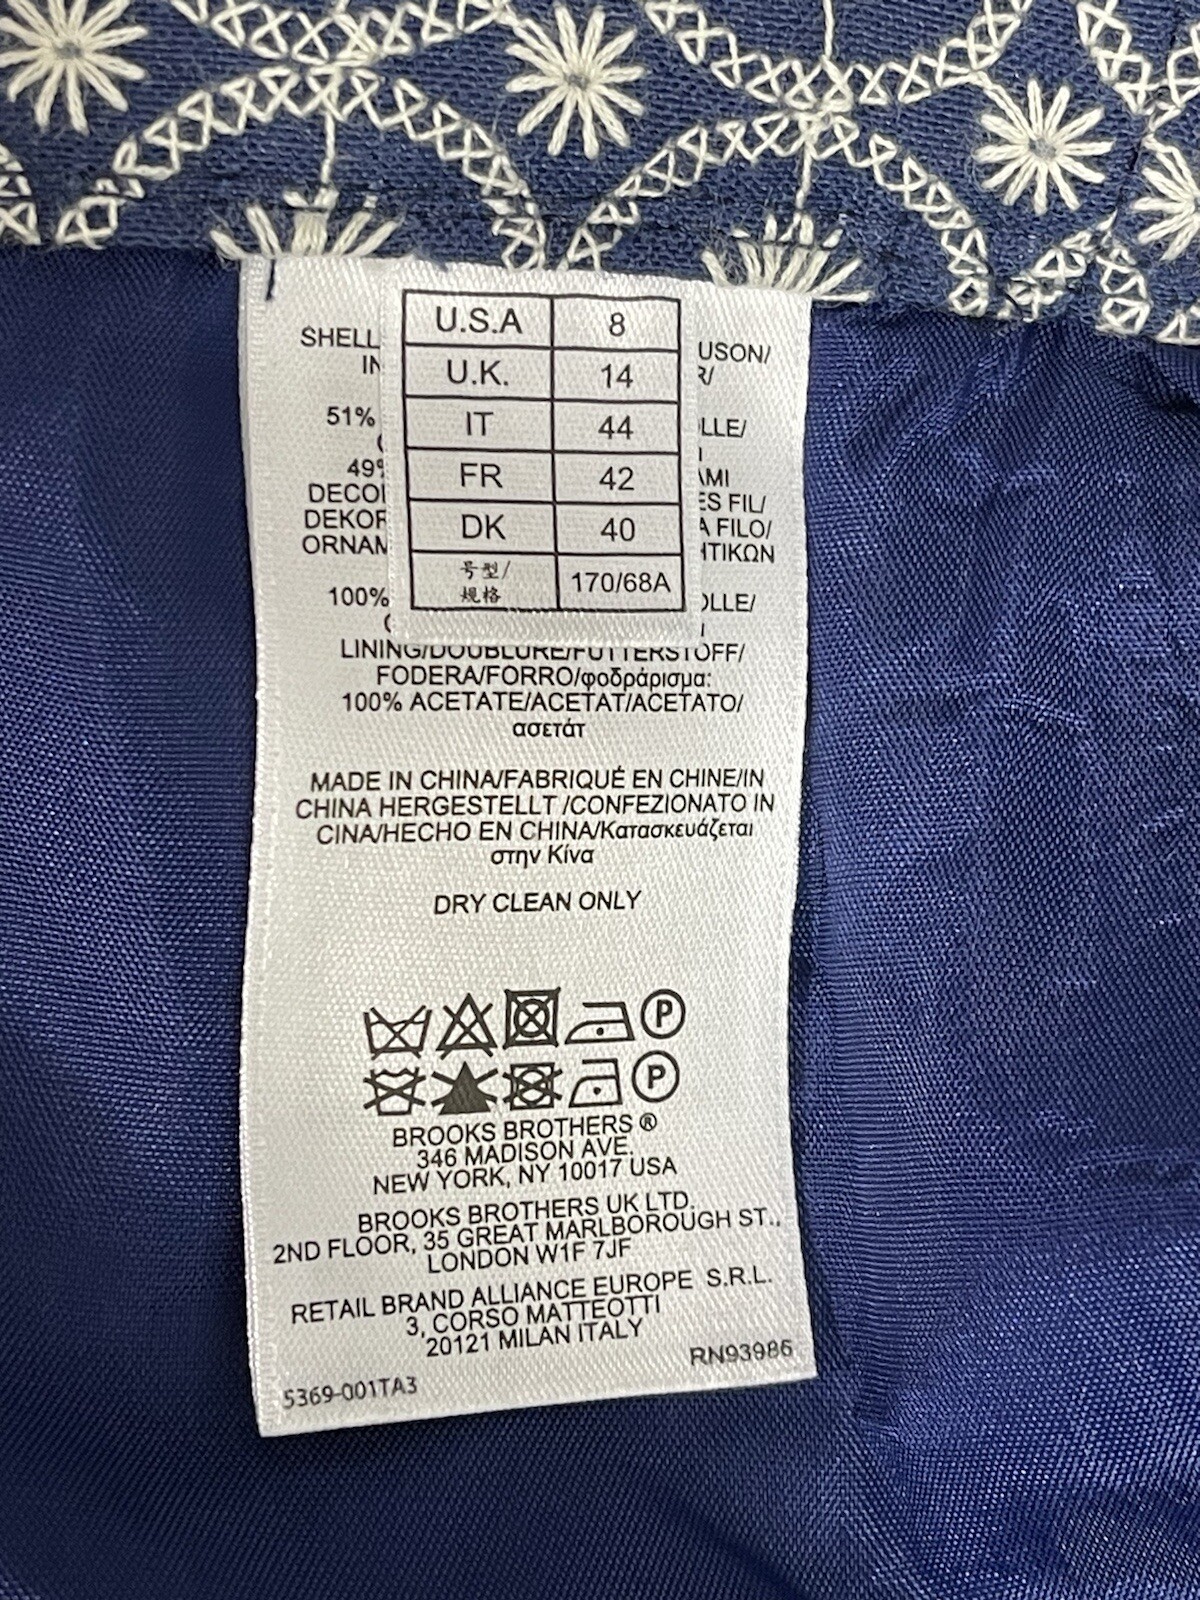 U.S.A 8
U.K. 14
IT 44
FR 42
DK 40
号型/
规格 170/68A
SHELL USON/
51% LLE/
DECO
DEKOR ES FIL/
ORNAM A FILO/
ΗΤΙΚΩΝ
100% OLLE/
LINING/DOUBLURE/FUTTERSTOFF/
FODERA/FORRO/φοδράρισμα:
100% ACETATE/ACETAT/ACETATO/
ασετάτ
MADE IN CHINA/FABRIQUÉ EN CHINE/IN
CHINA HERGESTELLT /CONFEZIONATO IN
CINA/HECHO EN CHINA/Κατασκευάζεται
στην Κίνα
DRY CLEAN ONLY
P
P
BROOKS BROTHERS ®
346 MADISON AVE.
NEW YORK, NY 10017 USA
BROOKS BROTHERS UK LTD.
2ND FLOOR, 35 GREAT MARLBOROUGH ST.,
LONDON W1F 7JF
RETAIL BRAND ALLIANCE EUROPE S.R.L.
3, CORSO MATTEOTTI
20121 MILAN ITALY
RN93986
5369-001TA3